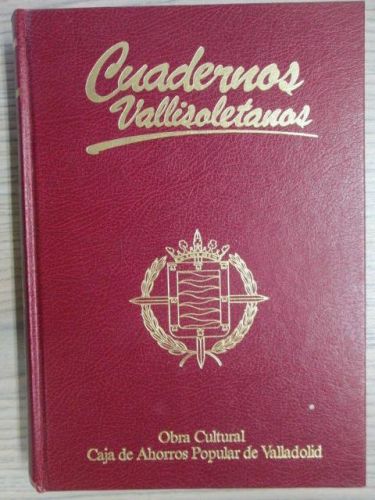 Cuadernos
Vallisoletanos
Obra Cultural
Caja de Ahorros Popular de Valladolid